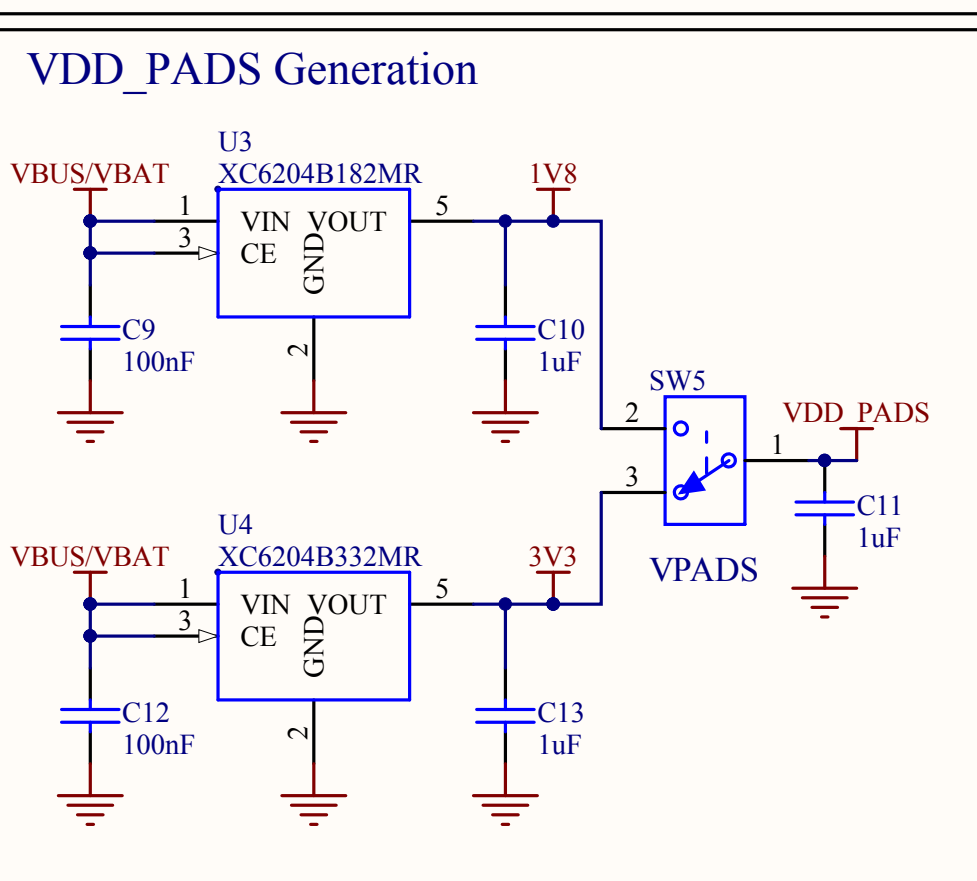 VDD_PADS Generation
U3
XC6204B182MR
VBUS/VBAT
1V8
1
VIN
VOUT
5
3
CE
GND
2
C9
100nF
C10
1uF
SW5
2
3
1
VDD_PADS
C11
1uF
VPADS
U4
XC6204B332MR
VBUS/VBAT
3V3
1
VIN
VOUT
5
3
CE
GND
2
C12
100nF
C13
1uF